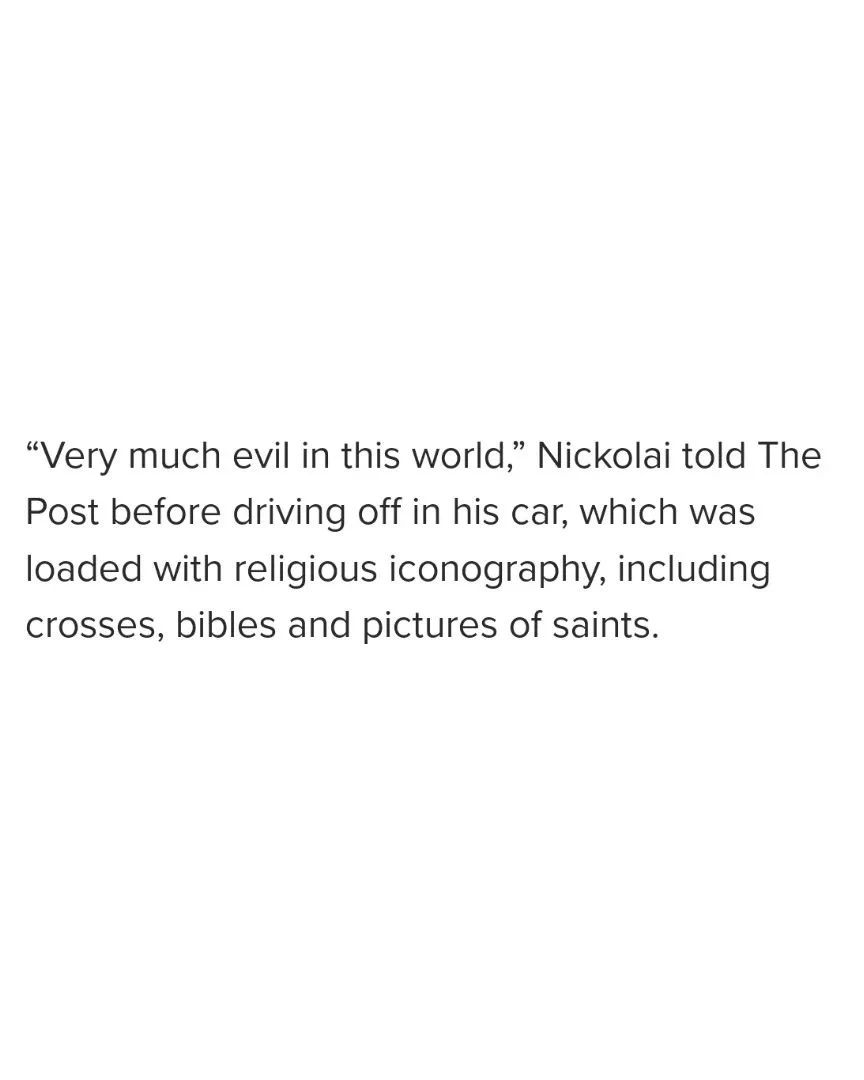 “Very much evil in this world,” Nickolai told The
Post before driving off in his car, which was
loaded with religious iconography, including
crosses, bibles and pictures of saints.